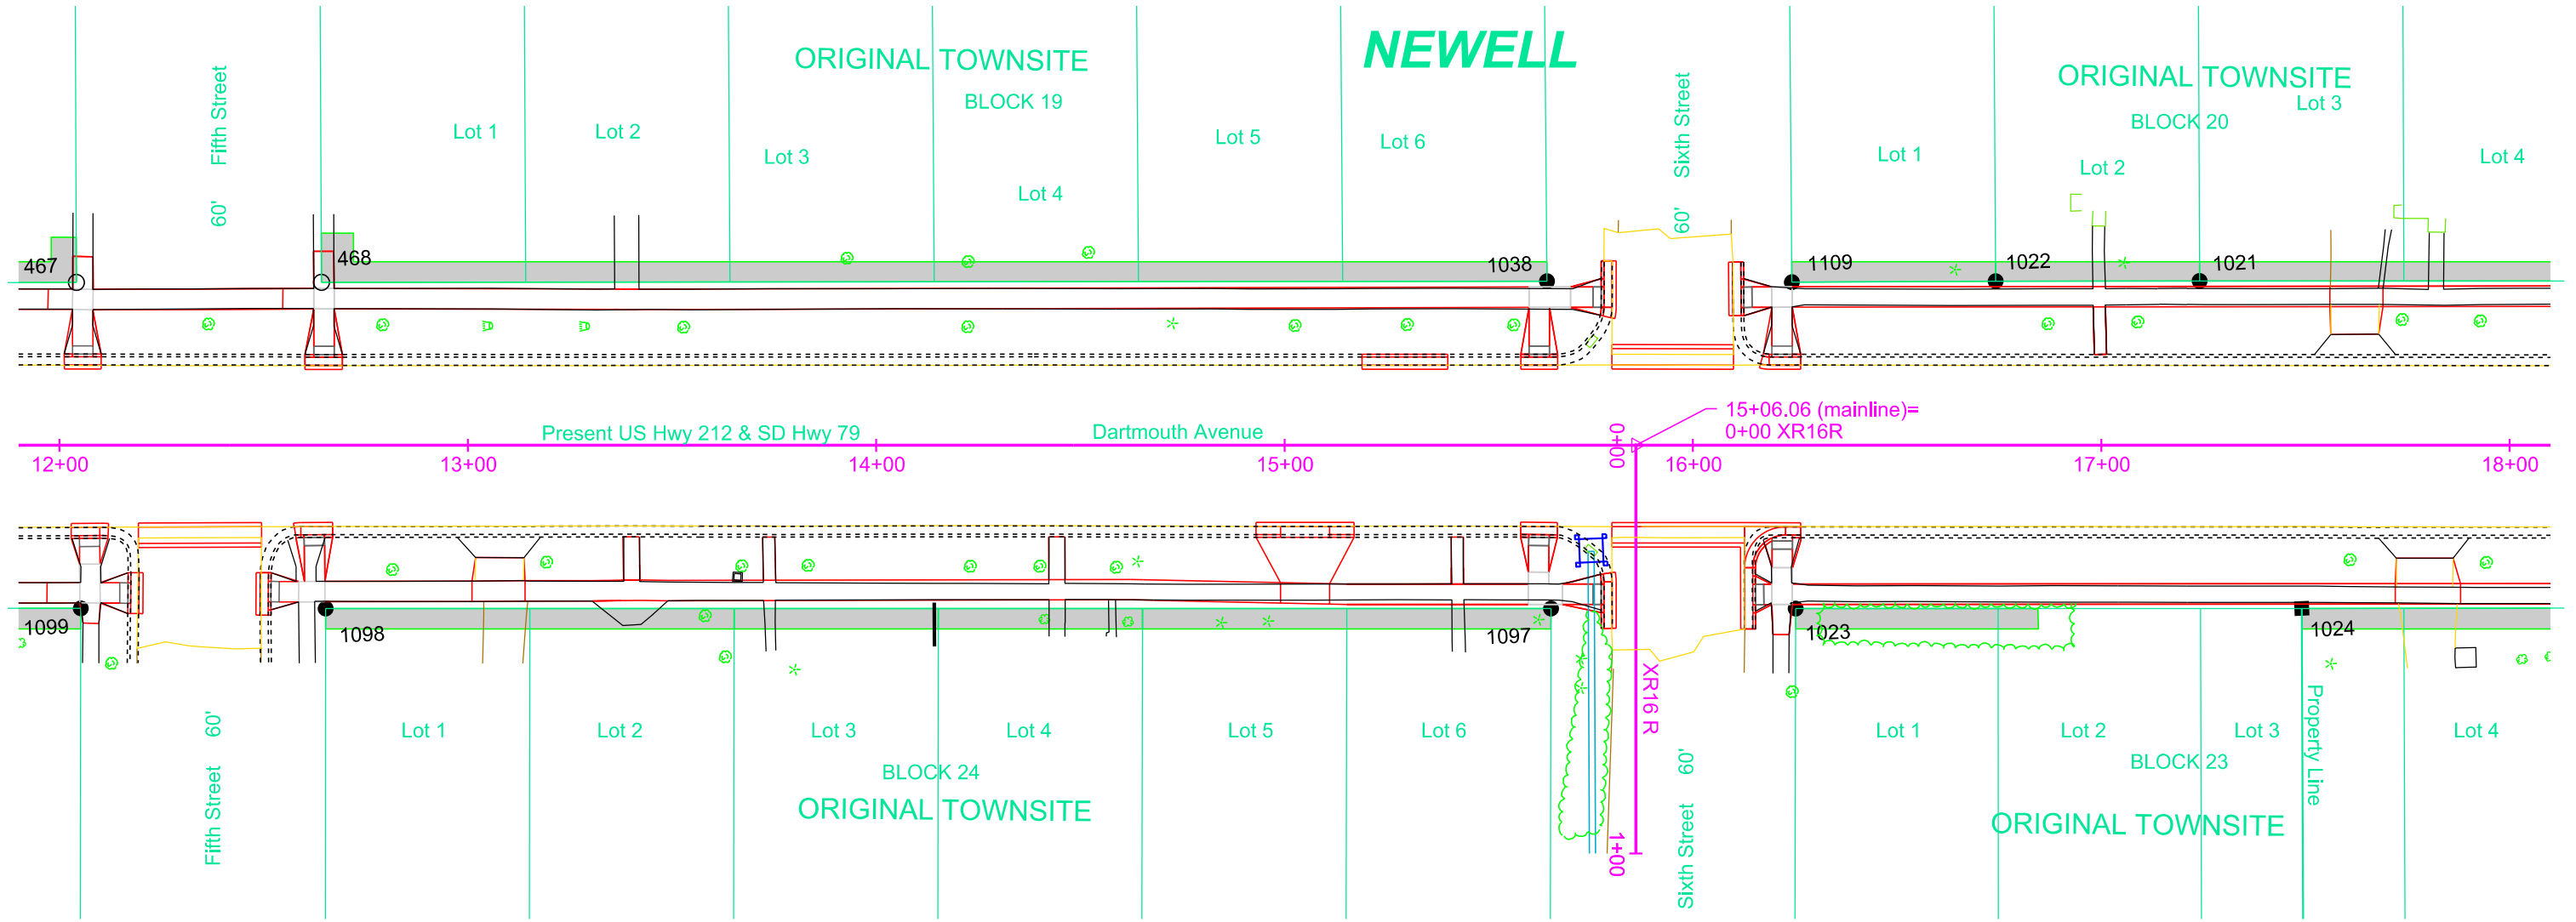 NEWELL
ORIGINAL TOWNSITE
BLOCK 19
ORIGINAL TOWNSITE
BLOCK 20
Fifth Street
60'
Lot 1
Lot 2
Lot 3
Lot 4
Lot 5
Lot 6
Sixth Street
60'
Lot 1
Lot 2
Lot 3
Lot 4
467
468
1038
1109
1022
1021
Present US Hwy 212 & SD Hwy 79
Dartmouth Avenue
15+06.06 (mainline)=
0+00 XR16R
0+00
12+00
13+00
14+00
15+00
16+00
17+00
18+00
1099
1098
1097
1023
1024
XR16 R
1+00
Property Line
60'
Fifth Street
Lot 1
Lot 2
Lot 3
Lot 4
Lot 5
Lot 6
BLOCK 24
ORIGINAL TOWNSITE
60'
Sixth Street
Lot 1
Lot 2
Lot 3
Lot 4
BLOCK 23
ORIGINAL TOWNSITE